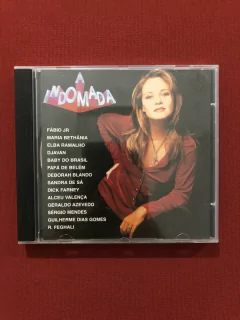 A
INDOMADA
FÁBIO JR
MARIA BETHÂNIA
ELBA RAMALHO
DJAVAN
BABY DO BRASIL
FAFÁ DE BELÉM
DEBORAH BLANDO
SANDRA DE SÁ
DICK FARNEY
ALCEU VALENÇA
GERALDO AZEVEDO
SÉRGIO MENDES
GUILHERME DIAS GOMES
R. FEGHALI